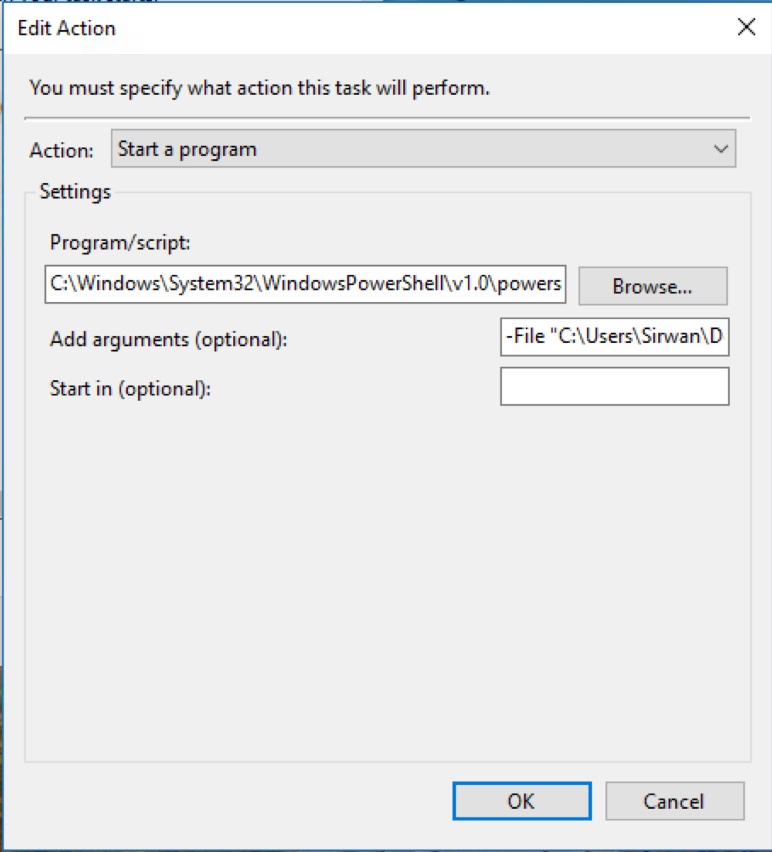 Edit Action
You must specify what action this task will perform.
Action: Start a program
Settings
Program/script:
C:\Windows\System32\WindowsPowerShell\v1.0\powers Browse...
Add arguments (optional): -File "C:\Users\Sirwan\D
Start in (optional):
OK Cancel